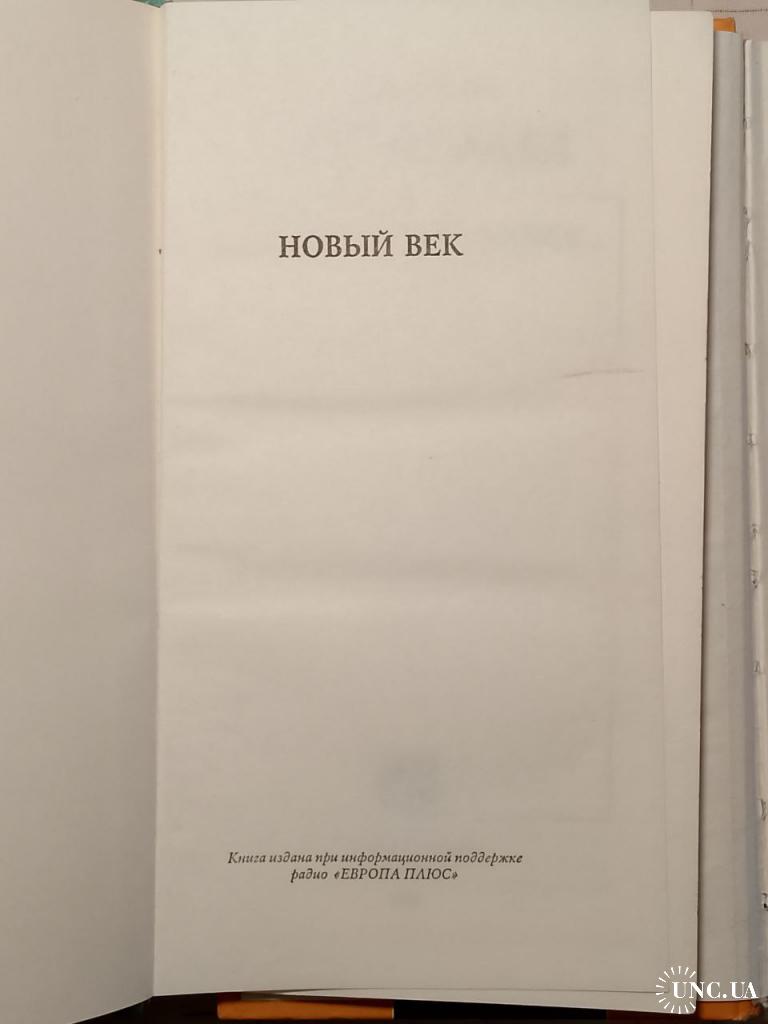 НОВЫЙ ВЕК
Книга издана при информационной поддержке
радио «ЕВРОПА ПЛЮС»
UNC.UA